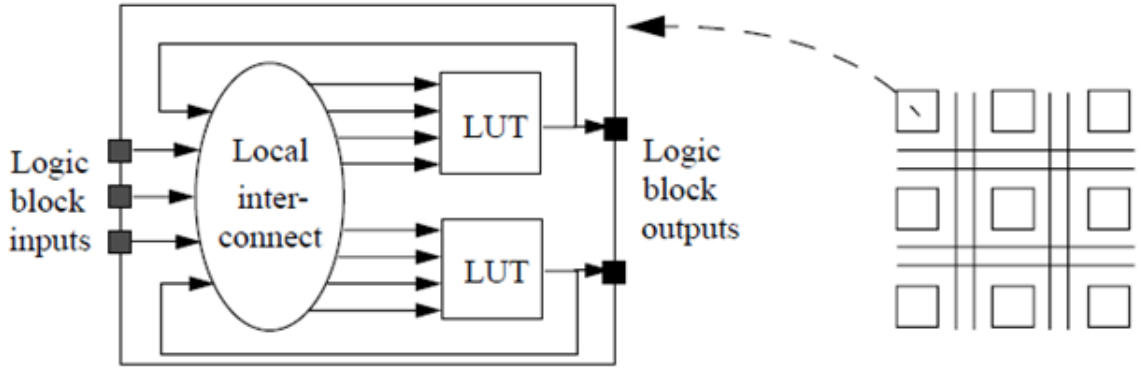 Logic
block
inputs
Local
inter-
connect
LUT
LUT
Logic
block
outputs